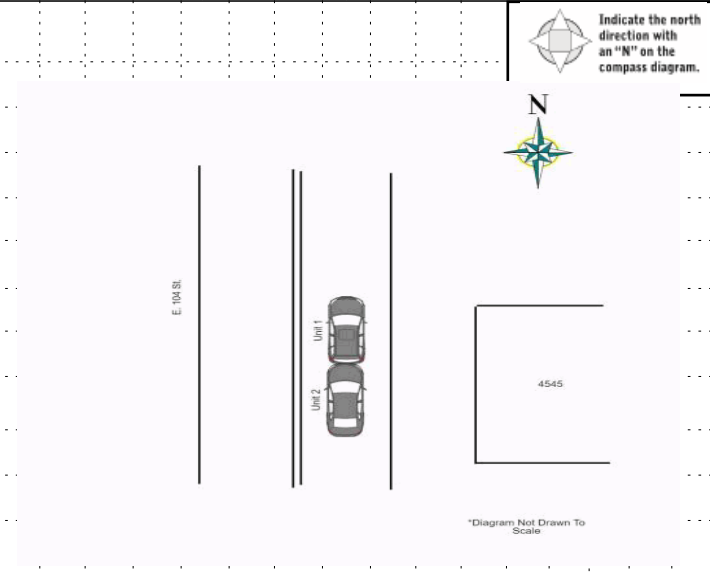 Indicate the north
direction with
an “N” on the
compass diagram.
N
E. 104 St.
Unit 1
Unit 2
4545
*Diagram Not Drawn To
Scale